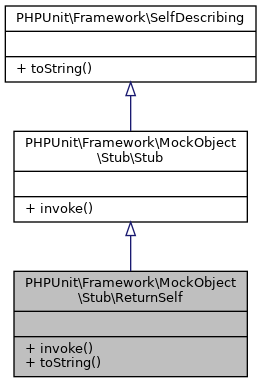 PHPUnit\Framework\SelfDescribing
+ toString()
PHPUnit\Framework\MockObject
\Stub\Stub
+ invoke()
PHPUnit\Framework\MockObject
\Stub\ReturnSelf
+ invoke()
+ toString()